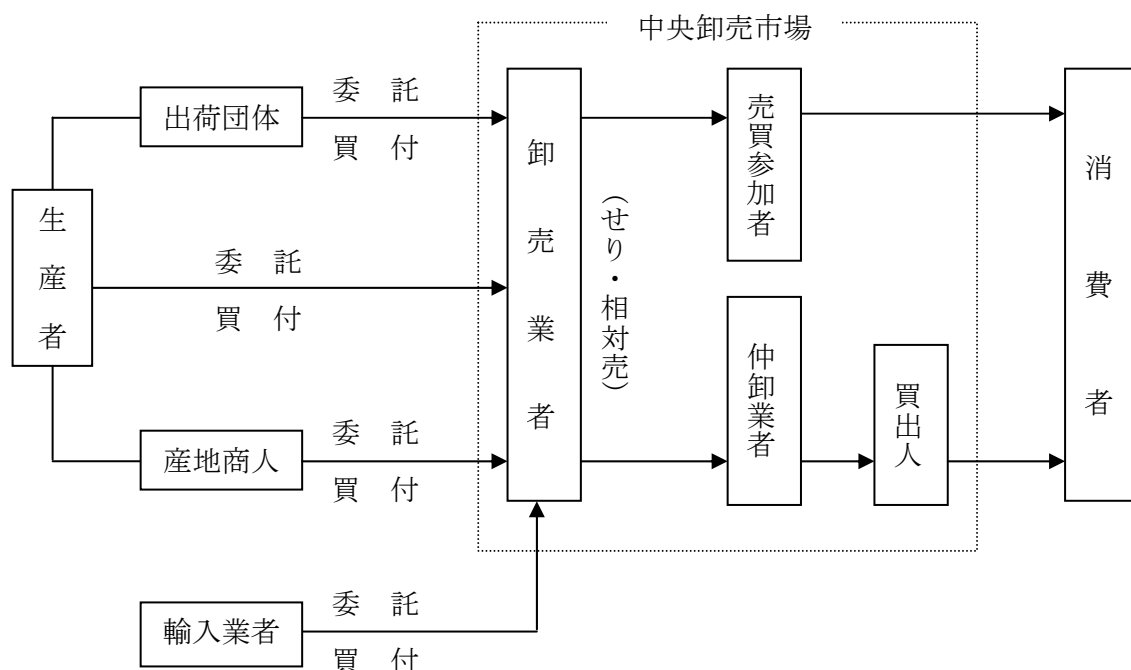 中央卸売市場
出荷団体
委　託
買　付
生産者
委　託
買　付
産地商人
委　託
買　付
輸入業者
委　託
買　付
卸売業者
（せり・相対売）
売買参加者
仲卸業者
買出人
消費者